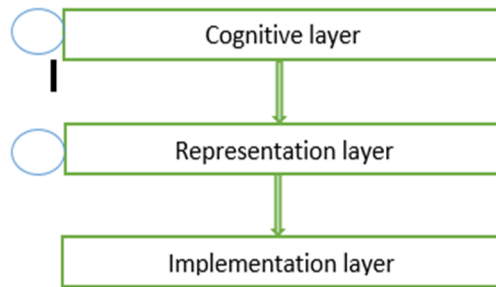 Cognitive layer
Representation layer
Implementation layer